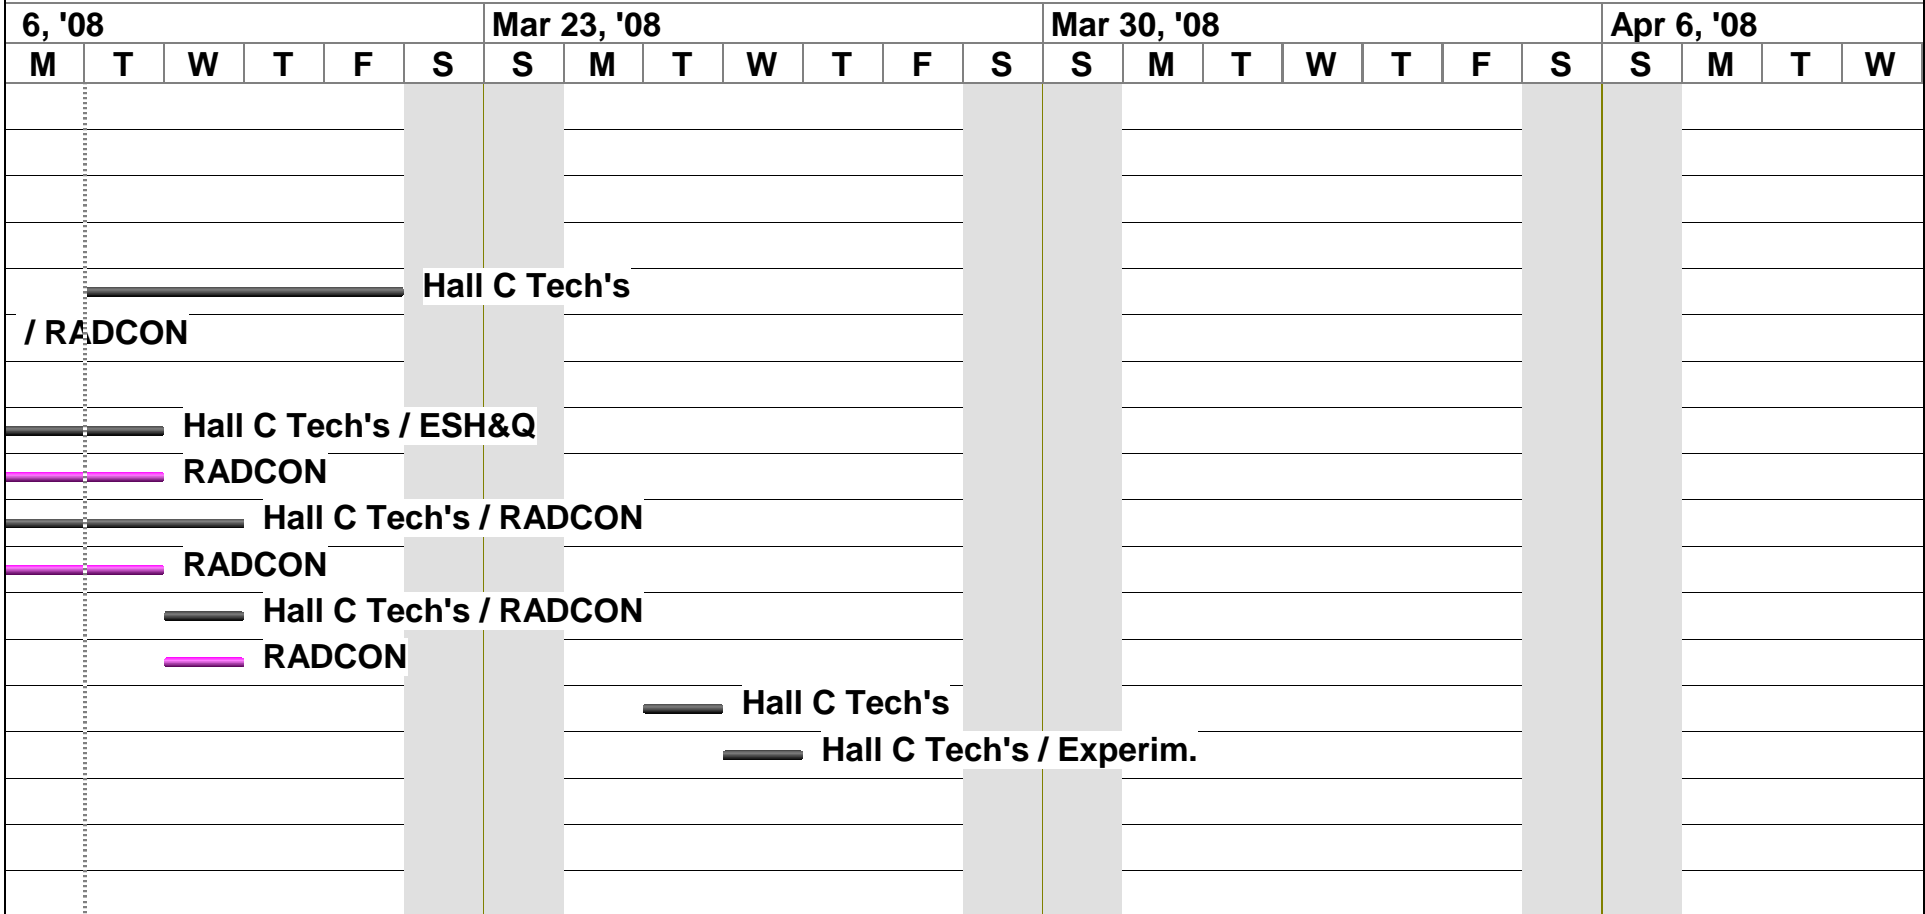 6, '08 Mar 23, '08 Mar 30, '08 Apr 6, '08
M T W T F S S M T W T F S S M T W T F S S M T W
Hall C Tech's
/ RADCON
Hall C Tech's / ESH&Q
RADCON
Hall C Tech's / RADCON
RADCON
Hall C Tech's / RADCON
RADCON
Hall C Tech's
Hall C Tech's / Experim.